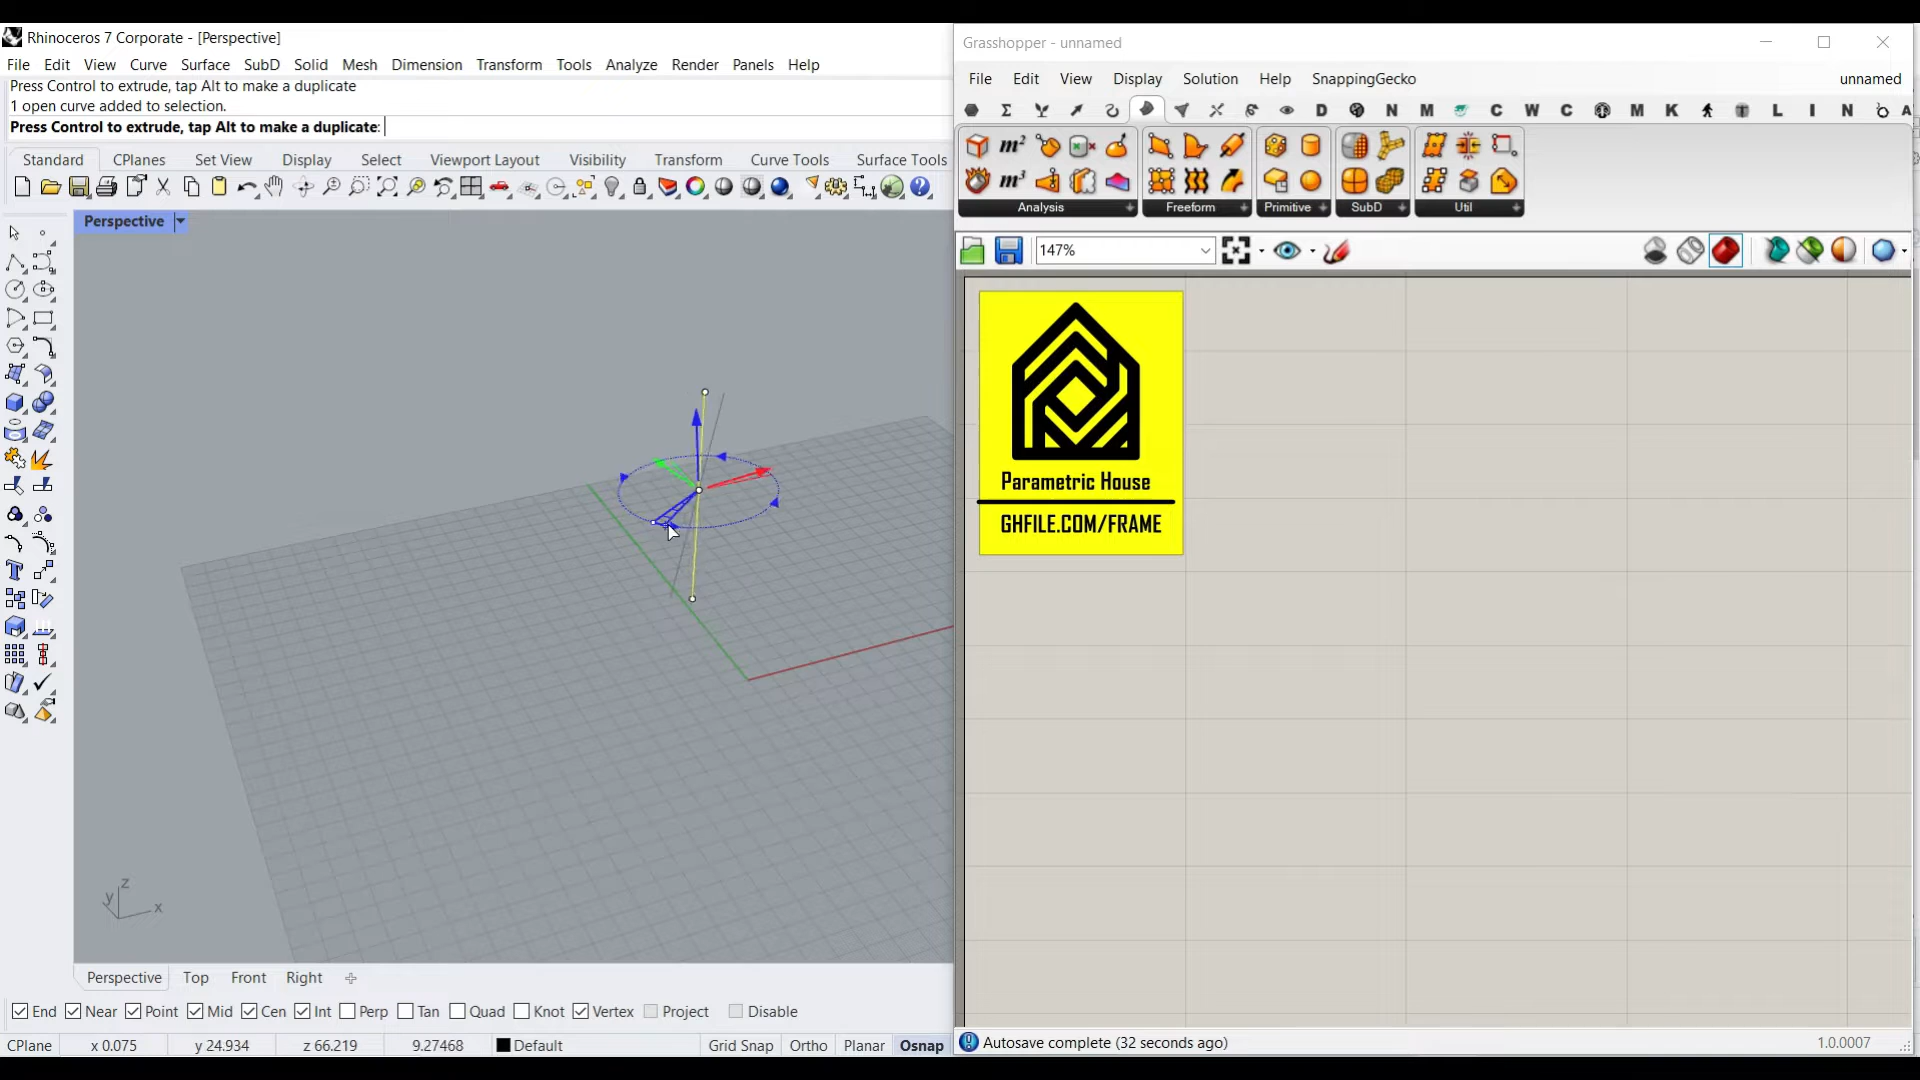 Rhinoceros 7 Corporate - [Perspective]
File Edit View Curve Surface SubD Solid Mesh Dimension Transform Tools Analyze Render Panels Help
Press Control to extrude, tap Alt to make a duplicate
1 open curve added to selection.
Press Control to extrude, tap Alt to make a duplicate:
Standard CPlanes Set View Display Select Viewport Layout Visibility Transform Curve Tools Surface Tools
Perspective
z
y
x
Perspective Top Front Right
End Near Point Mid Cen Int Perp Tan Quad Knot Vertex Project Disable
CPlane x 0.075 y 24.934 z 66.219 9.27468 Default Grid Snap Ortho Planar Osnap
Grasshopper - unnamed
File Edit View Display Solution Help SnappingGecko unnamed
D N M C W C M K L I N A
m²
m³
Analysis Freeform Primitive SubD Util
147%
Parametric House
GHFILE.COM/FRAME
Autosave complete (32 seconds ago) 1.0.0007